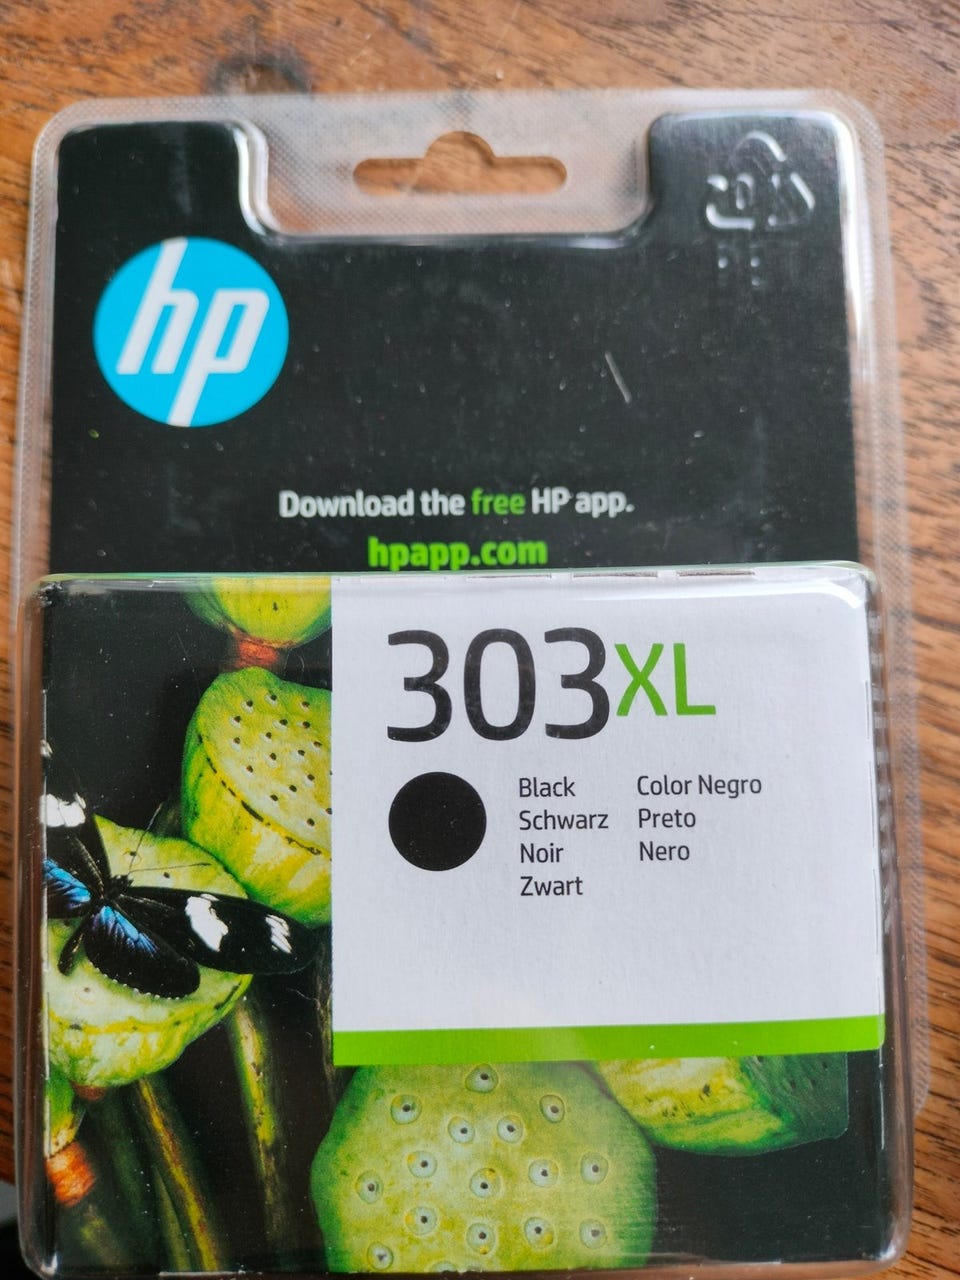 hp
Download the free HP app.
hpapp.com
303XL
Black
Schwarz
Noir
Zwart
Color Negro
Preto
Nero